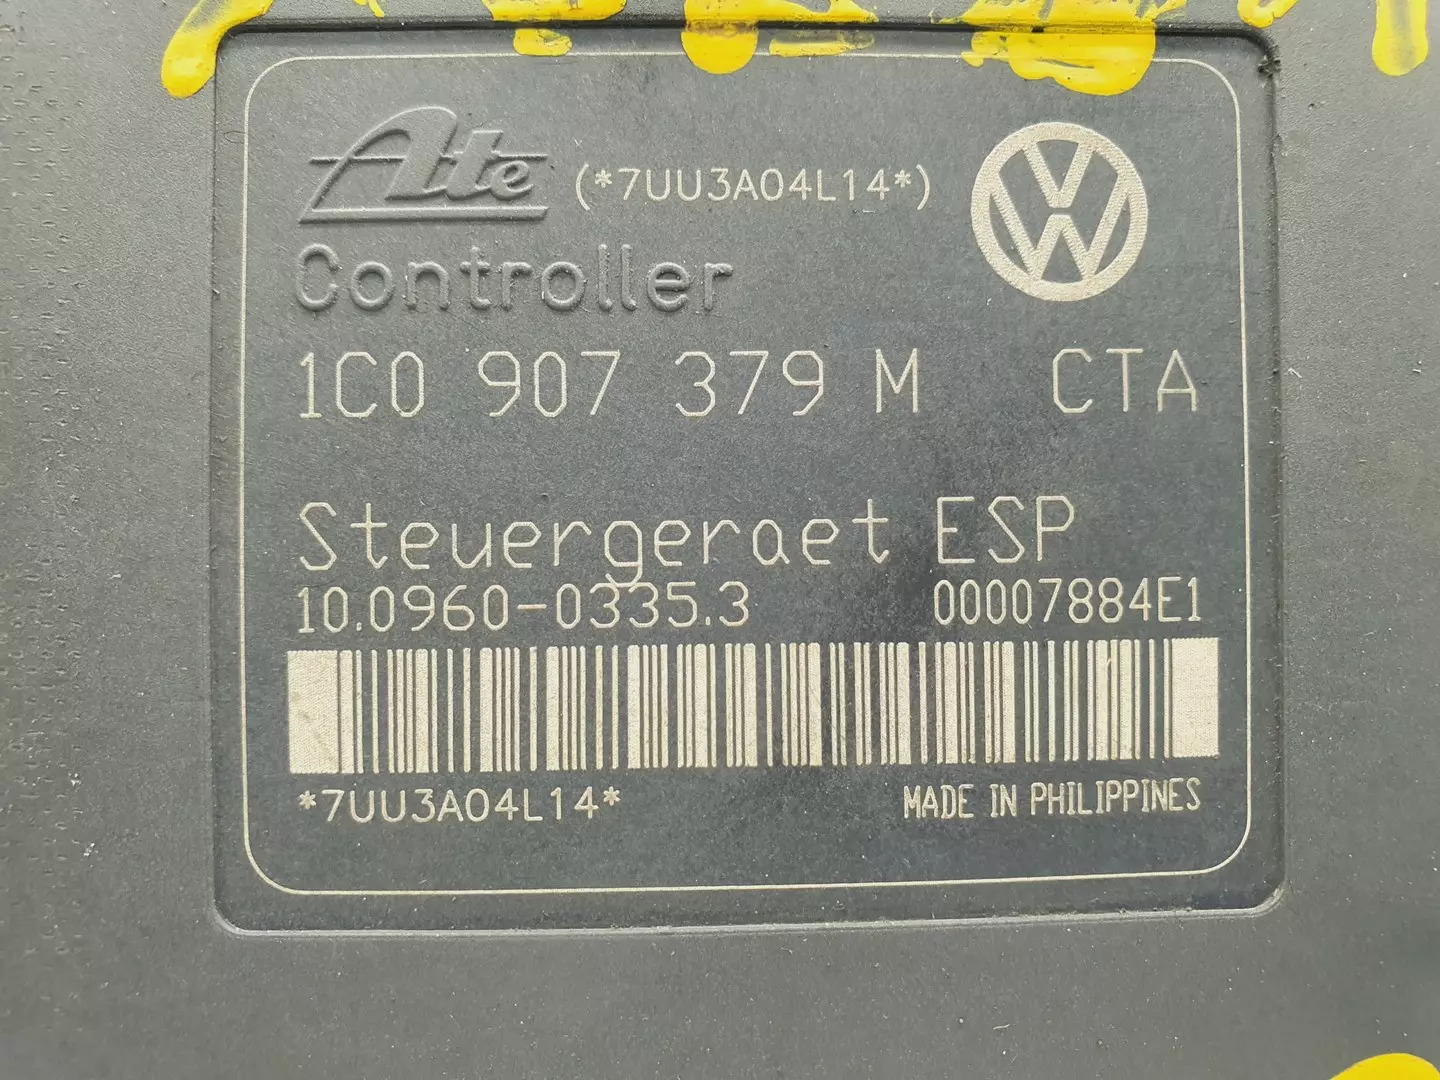 Ate (*7UU3A04L14*)
Controller
1C0 907 379 M CTA
Steuergeraet ESP
10.0960-0335.3 00007884E1
*7UU3A04L14* MADE IN PHILIPPINES